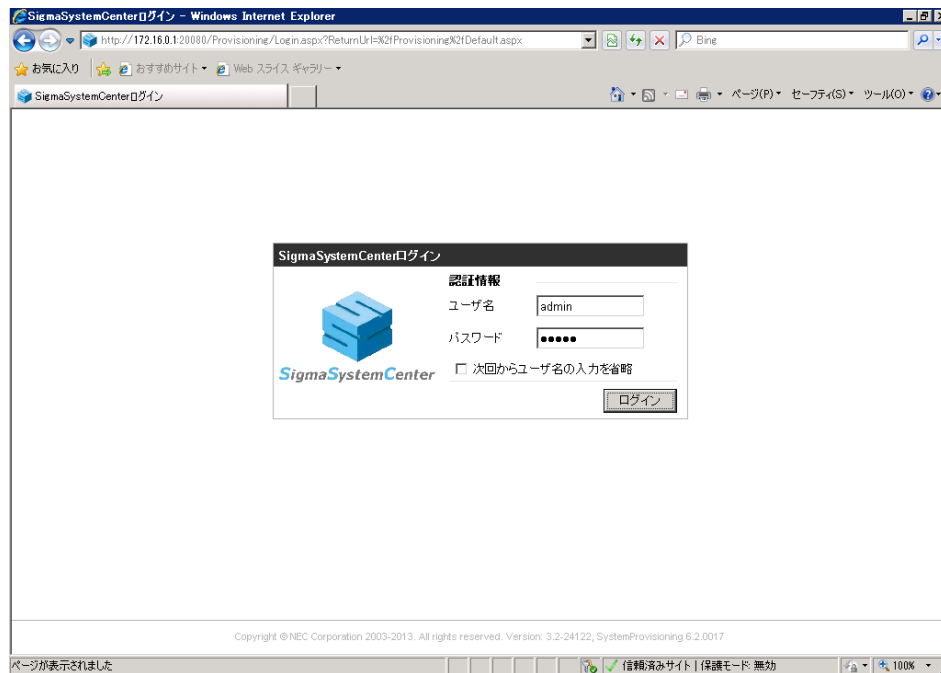 SigmaSystemCenterログイン - Windows Internet Explorer
http://172.16.0.1:20080/Provisioning/Login.aspx?ReturnUrl=%2fProvisioning%2fDefault.aspx
Bing
お気に入り おすすめサイト Web スライス ギャラリー
SigmaSystemCenterログイン
ページ(P) セーフティ(S) ツール(O)
SigmaSystemCenterログイン
認証情報
ユーザ名 admin
パスワード ●●●●●
次回からユーザ名の入力を省略
SigmaSystemCenter
ログイン
Copyright © NEC Corporation 2003-2013. All rights reserved. Version: 3.2-24122, SystemProvisioning 6.2.0017
ページが表示されました 信頼済みサイト | 保護モード: 無効 100%